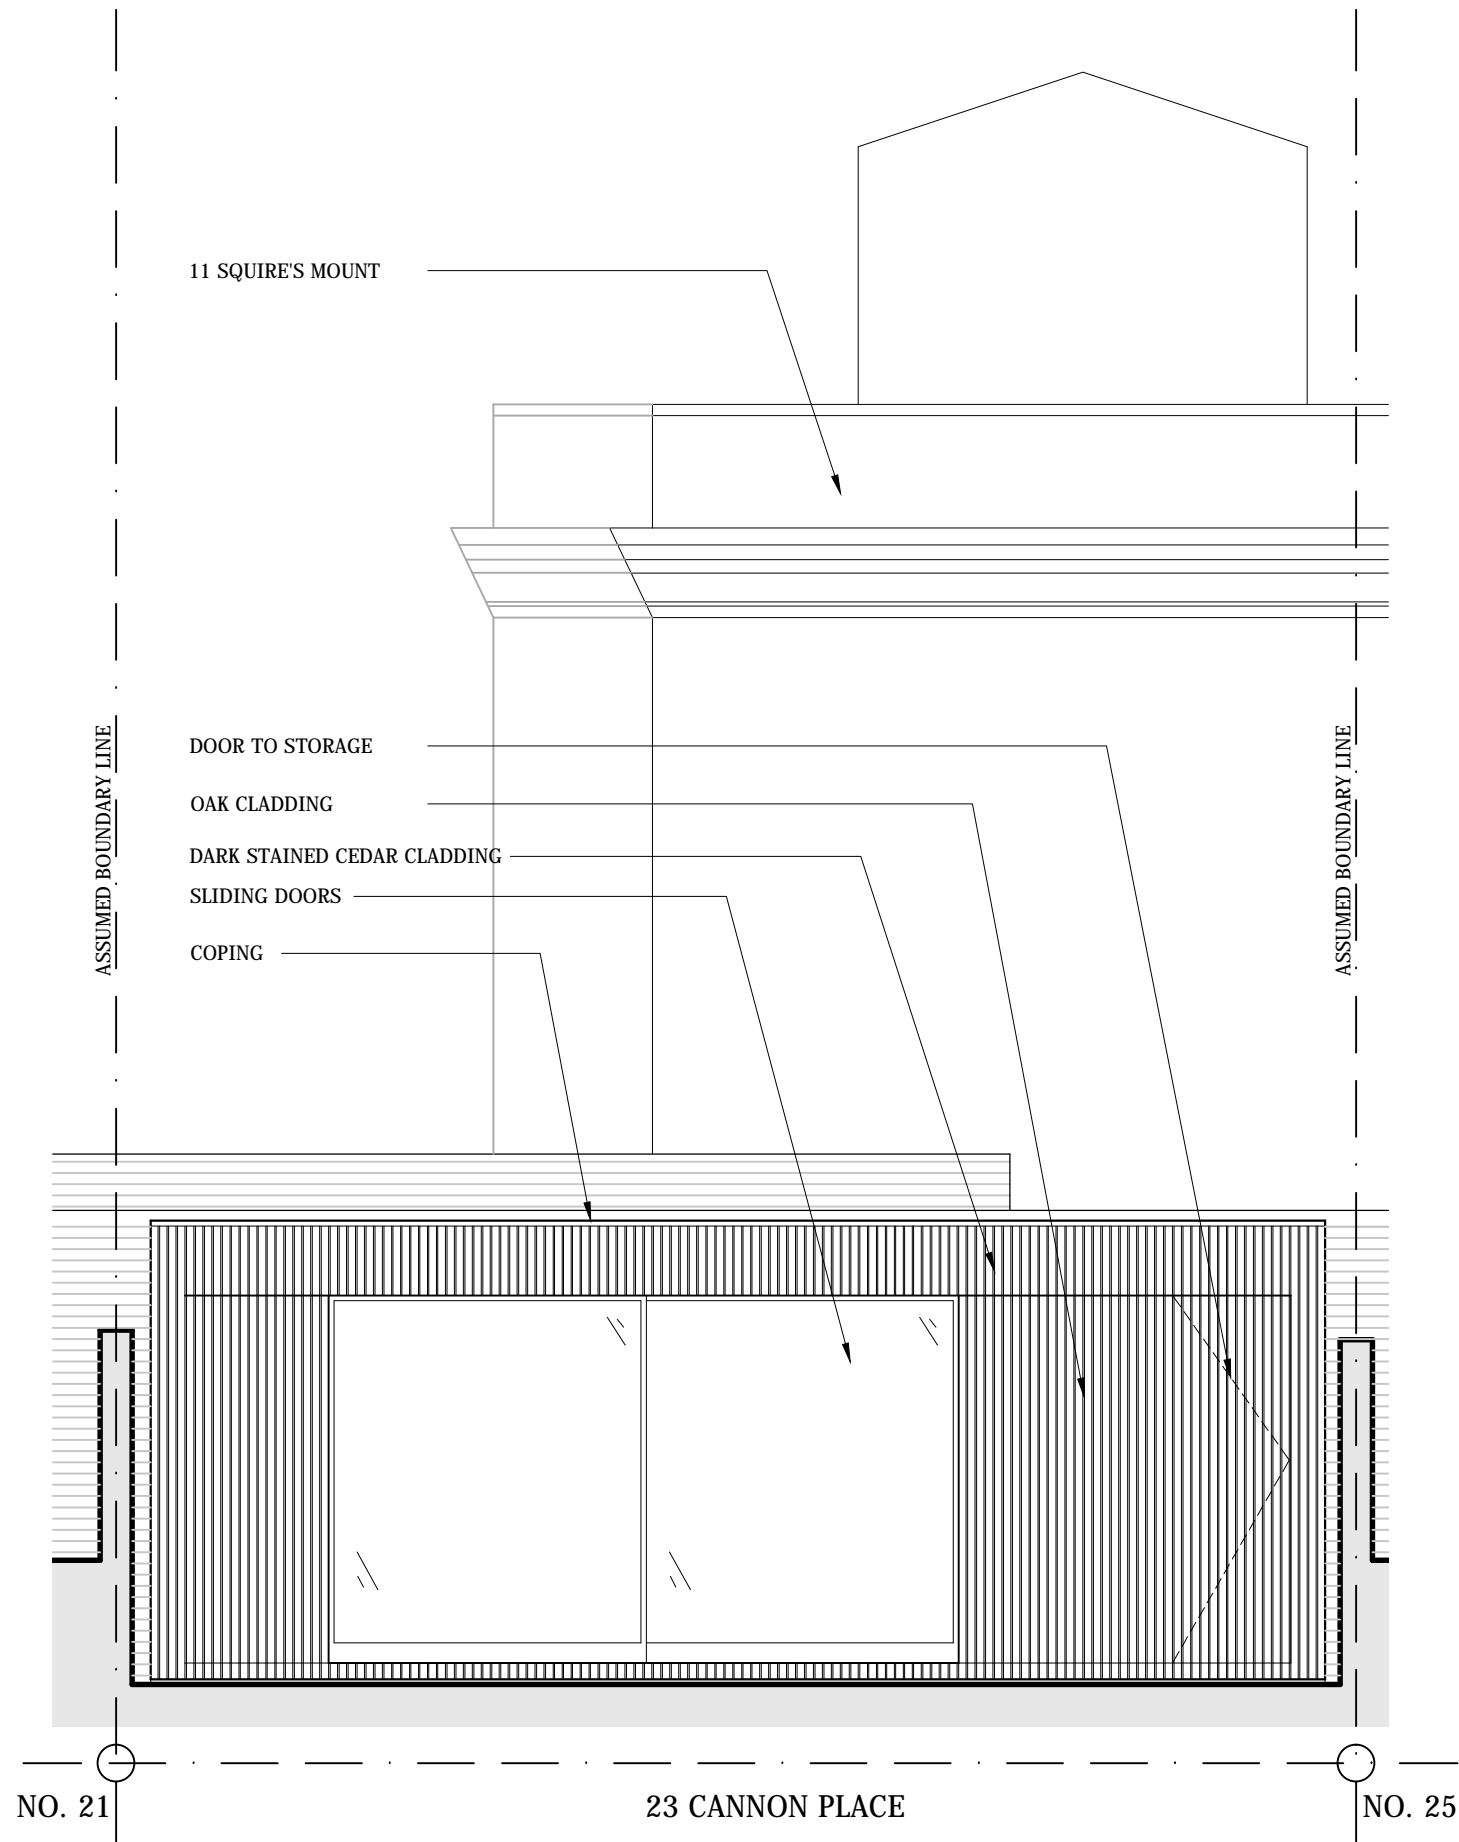 11 SQUIRE'S MOUNT
ASSUMED BOUNDARY LINE
ASSUMED BOUNDARY LINE
DOOR TO STORAGE
OAK CLADDING
DARK STAINED CEDAR CLADDING
SLIDING DOORS
COPING
NO. 21
23 CANNON PLACE
NO. 25